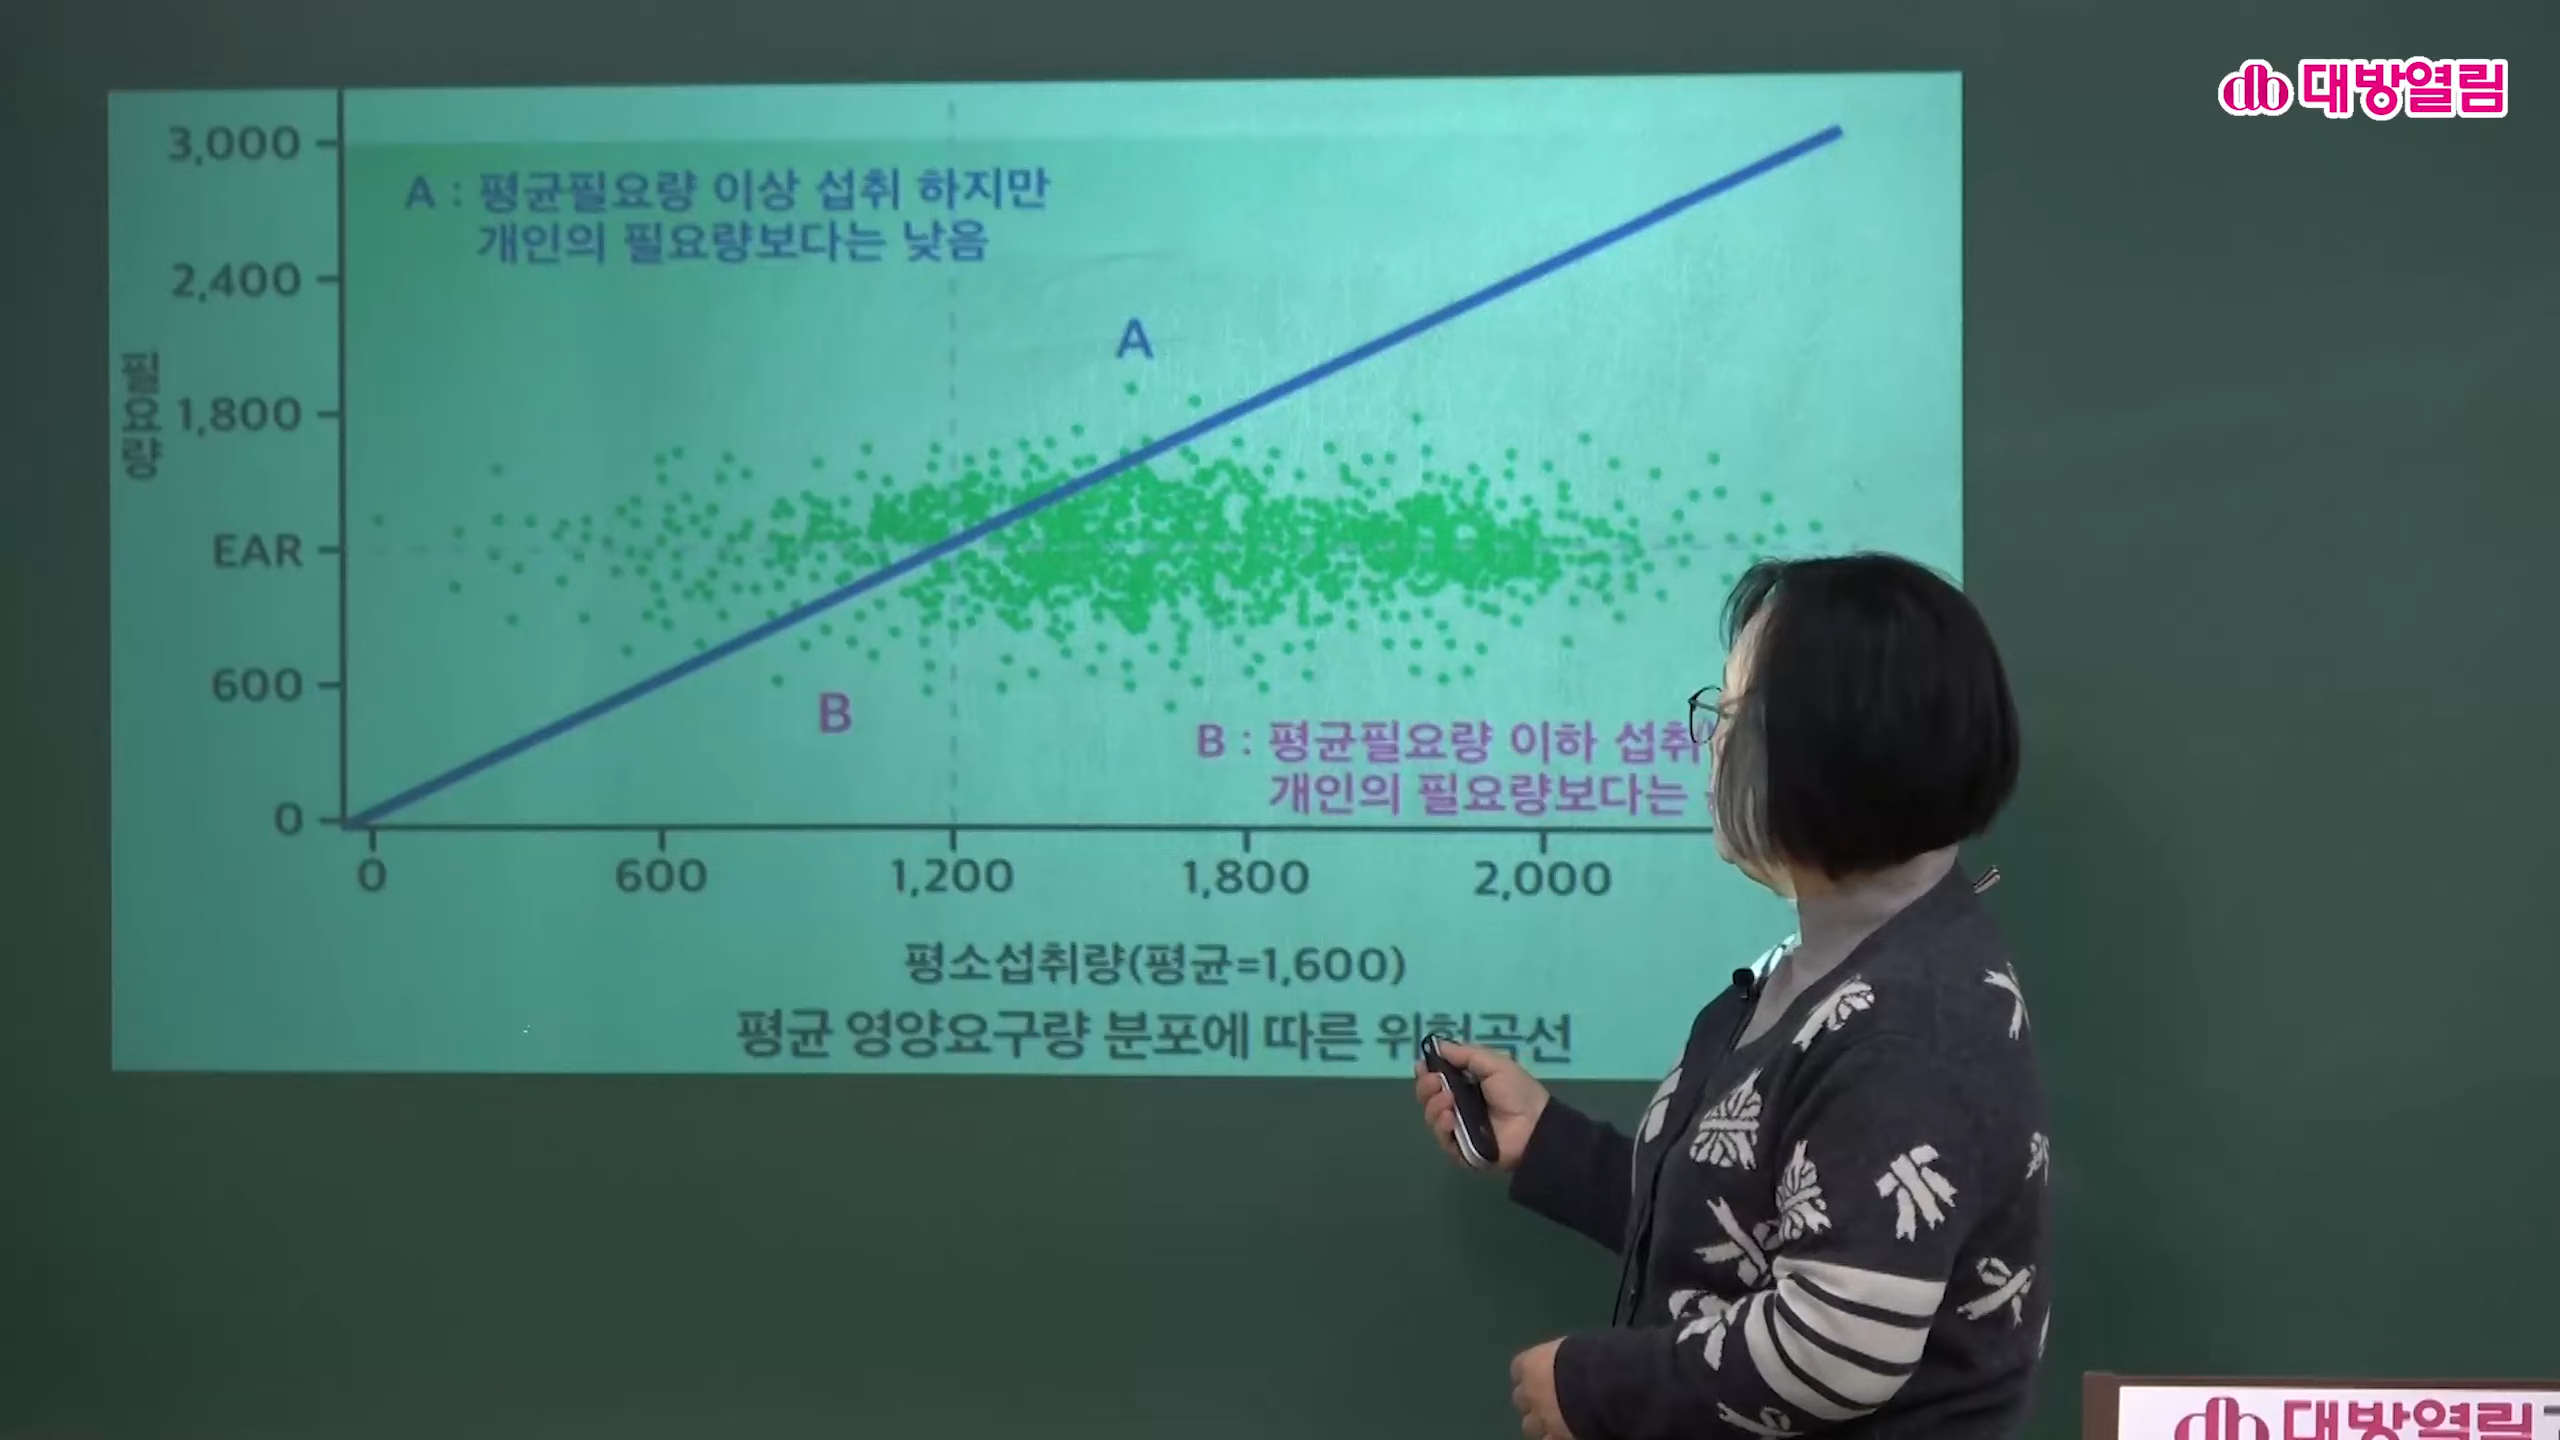 대방열림
3,000
A : 평균필요량 이상 섭취 하지만
개인의 필요량보다는 낮음
2,400
A
필요량
1,800
EAR
600
B
B : 평균필요량 이하 섭취
개인의 필요량보다는
0
0 600 1,200 1,800 2,000
평소섭취량(평균=1,600)
평균 영양요구량 분포에 따른 위험곡선
대방열림